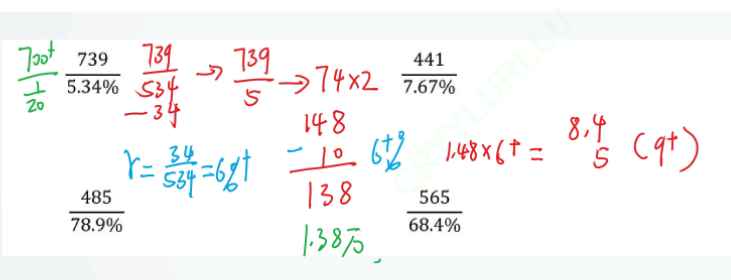 700+ / 1/20
739 / 5.34%
739 / 534 → 739 / 5 → 74×2
-34
441 / 7.67%
148
r = 34 / 534 = 6%+
- 10 6+%
1.48×6+ = 8.4 5 (9+)
138
485 / 78.9%
565 / 68.4%
1.38万